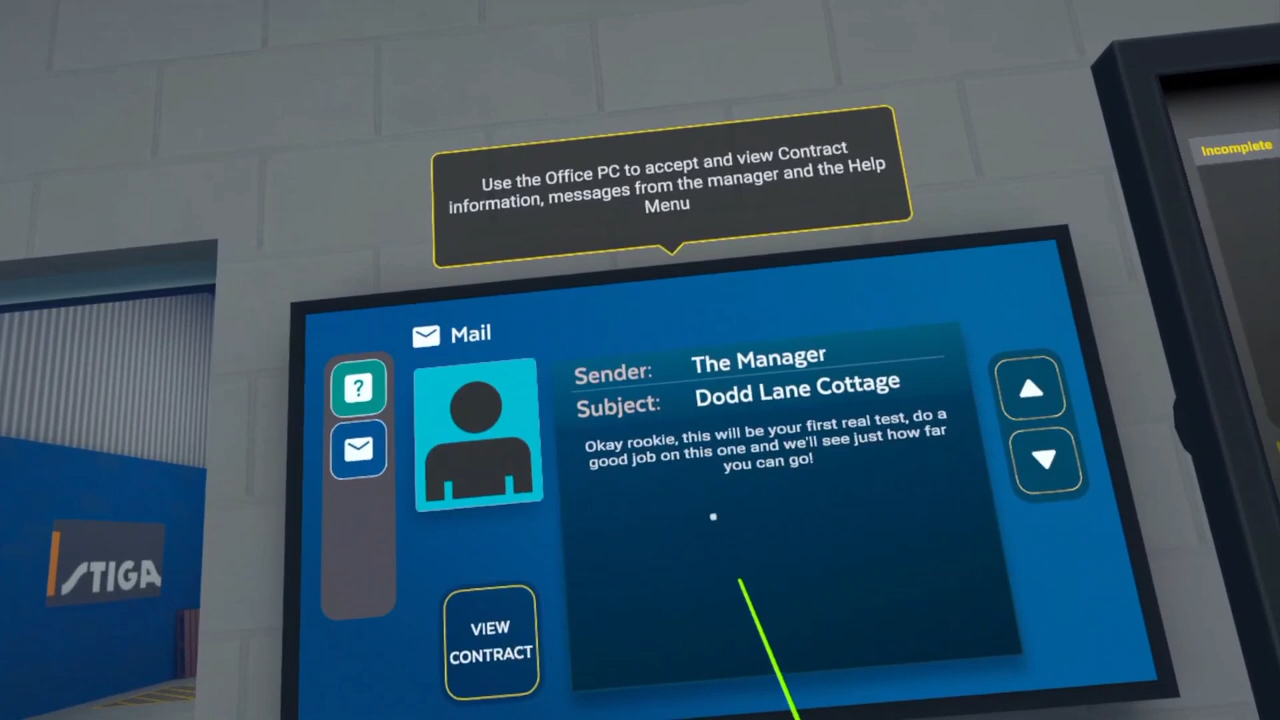 Use the Office PC to accept and view Contract
information, messages from the manager and the Help
Menu
Incomplete
Mail
Sender: The Manager
Subject: Dodd Lane Cottage
Okay rookie, this will be your first real test, do a
good job on this one and we'll see just how far
you can go!
?
STIGA
VIEW
CONTRACT